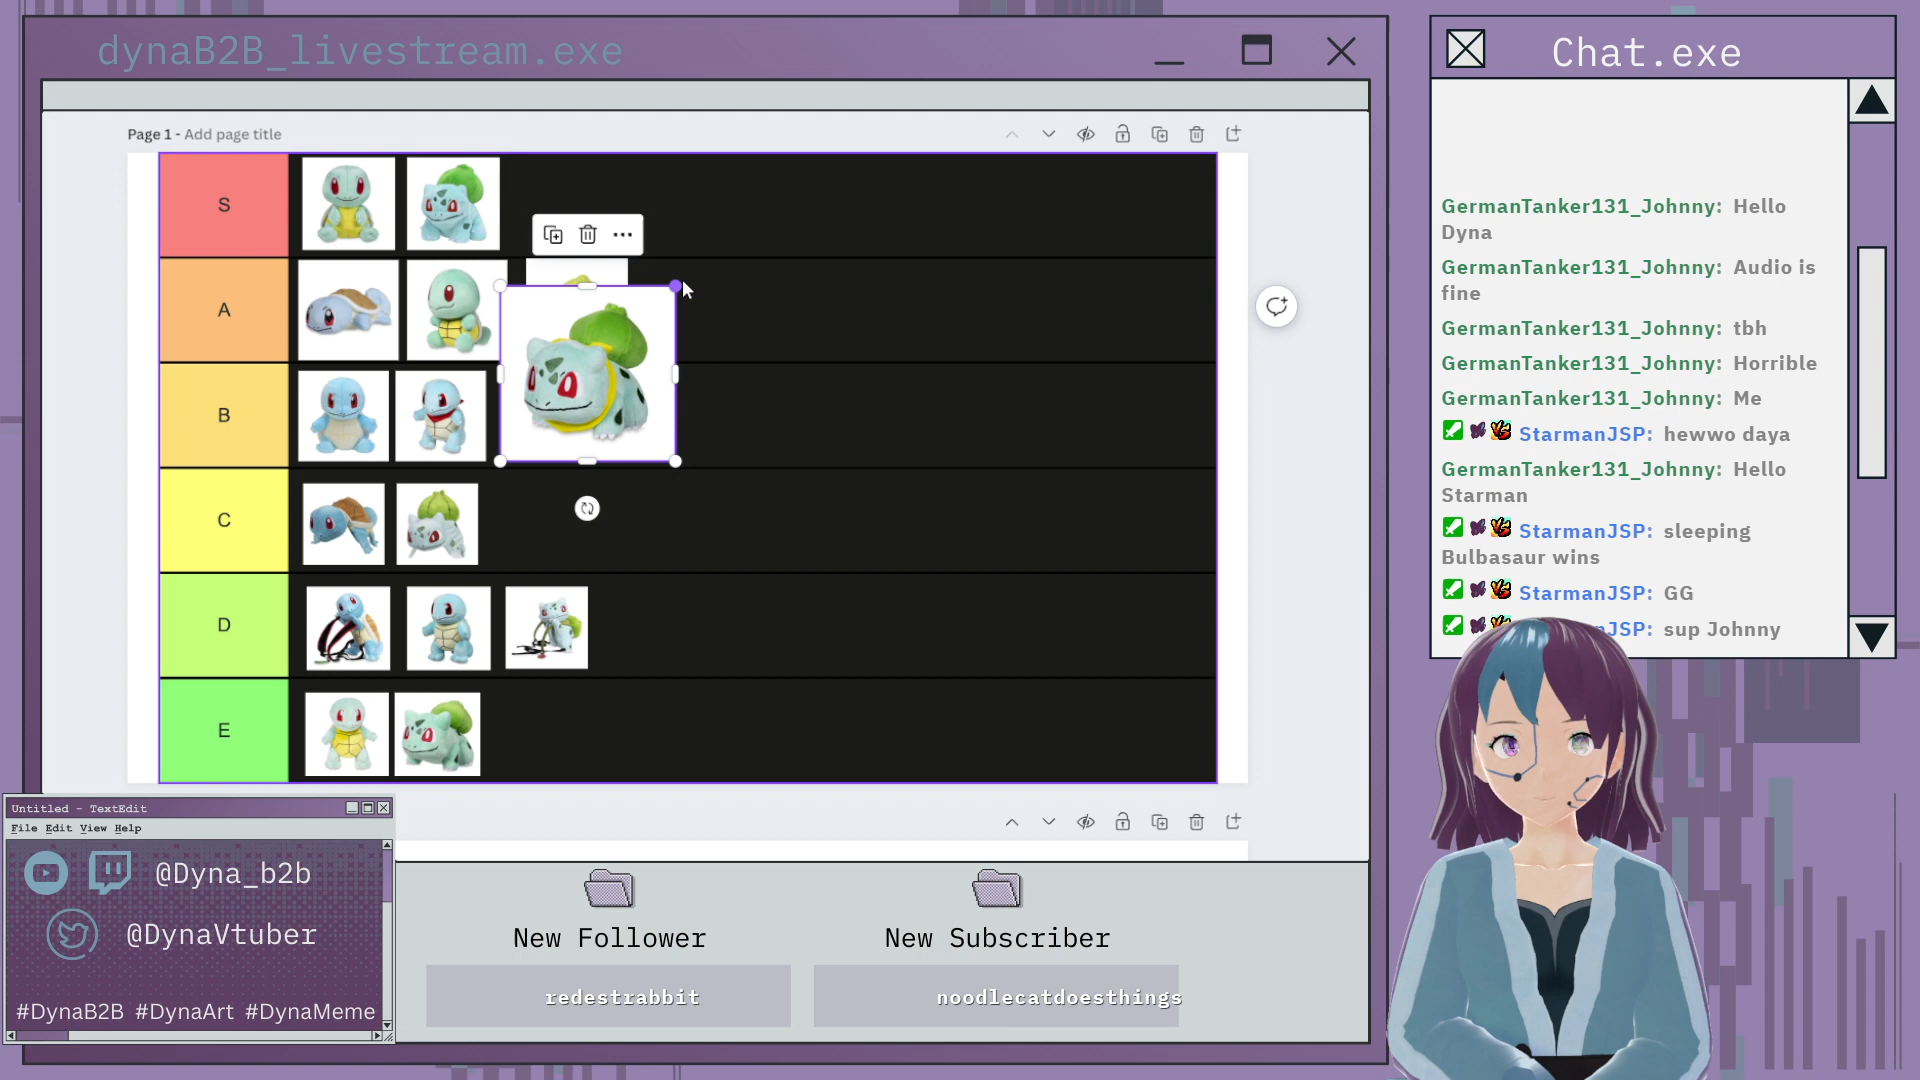 dynaB2B_livestream.exe
Page 1 - Add page title
S
A
B
C
D
E
Chat.exe
GermanTanker131_Johnny: Hello
Dyna
GermanTanker131_Johnny: Audio is
fine
GermanTanker131_Johnny: tbh
GermanTanker131_Johnny: Horrible
GermanTanker131_Johnny: Me
StarmanJSP: hewwo daya
GermanTanker131_Johnny: Hello
Starman
StarmanJSP: sleeping
Bulbasaur wins
StarmanJSP: GG
JSP: sup Johnny
Untitled - TextEdit
File Edit View Help
@Dyna_b2b
@DynaVtuber
#DynaB2B #DynaArt #DynaMeme
New Follower
redestrabbit
New Subscriber
noodlecatdoesthings